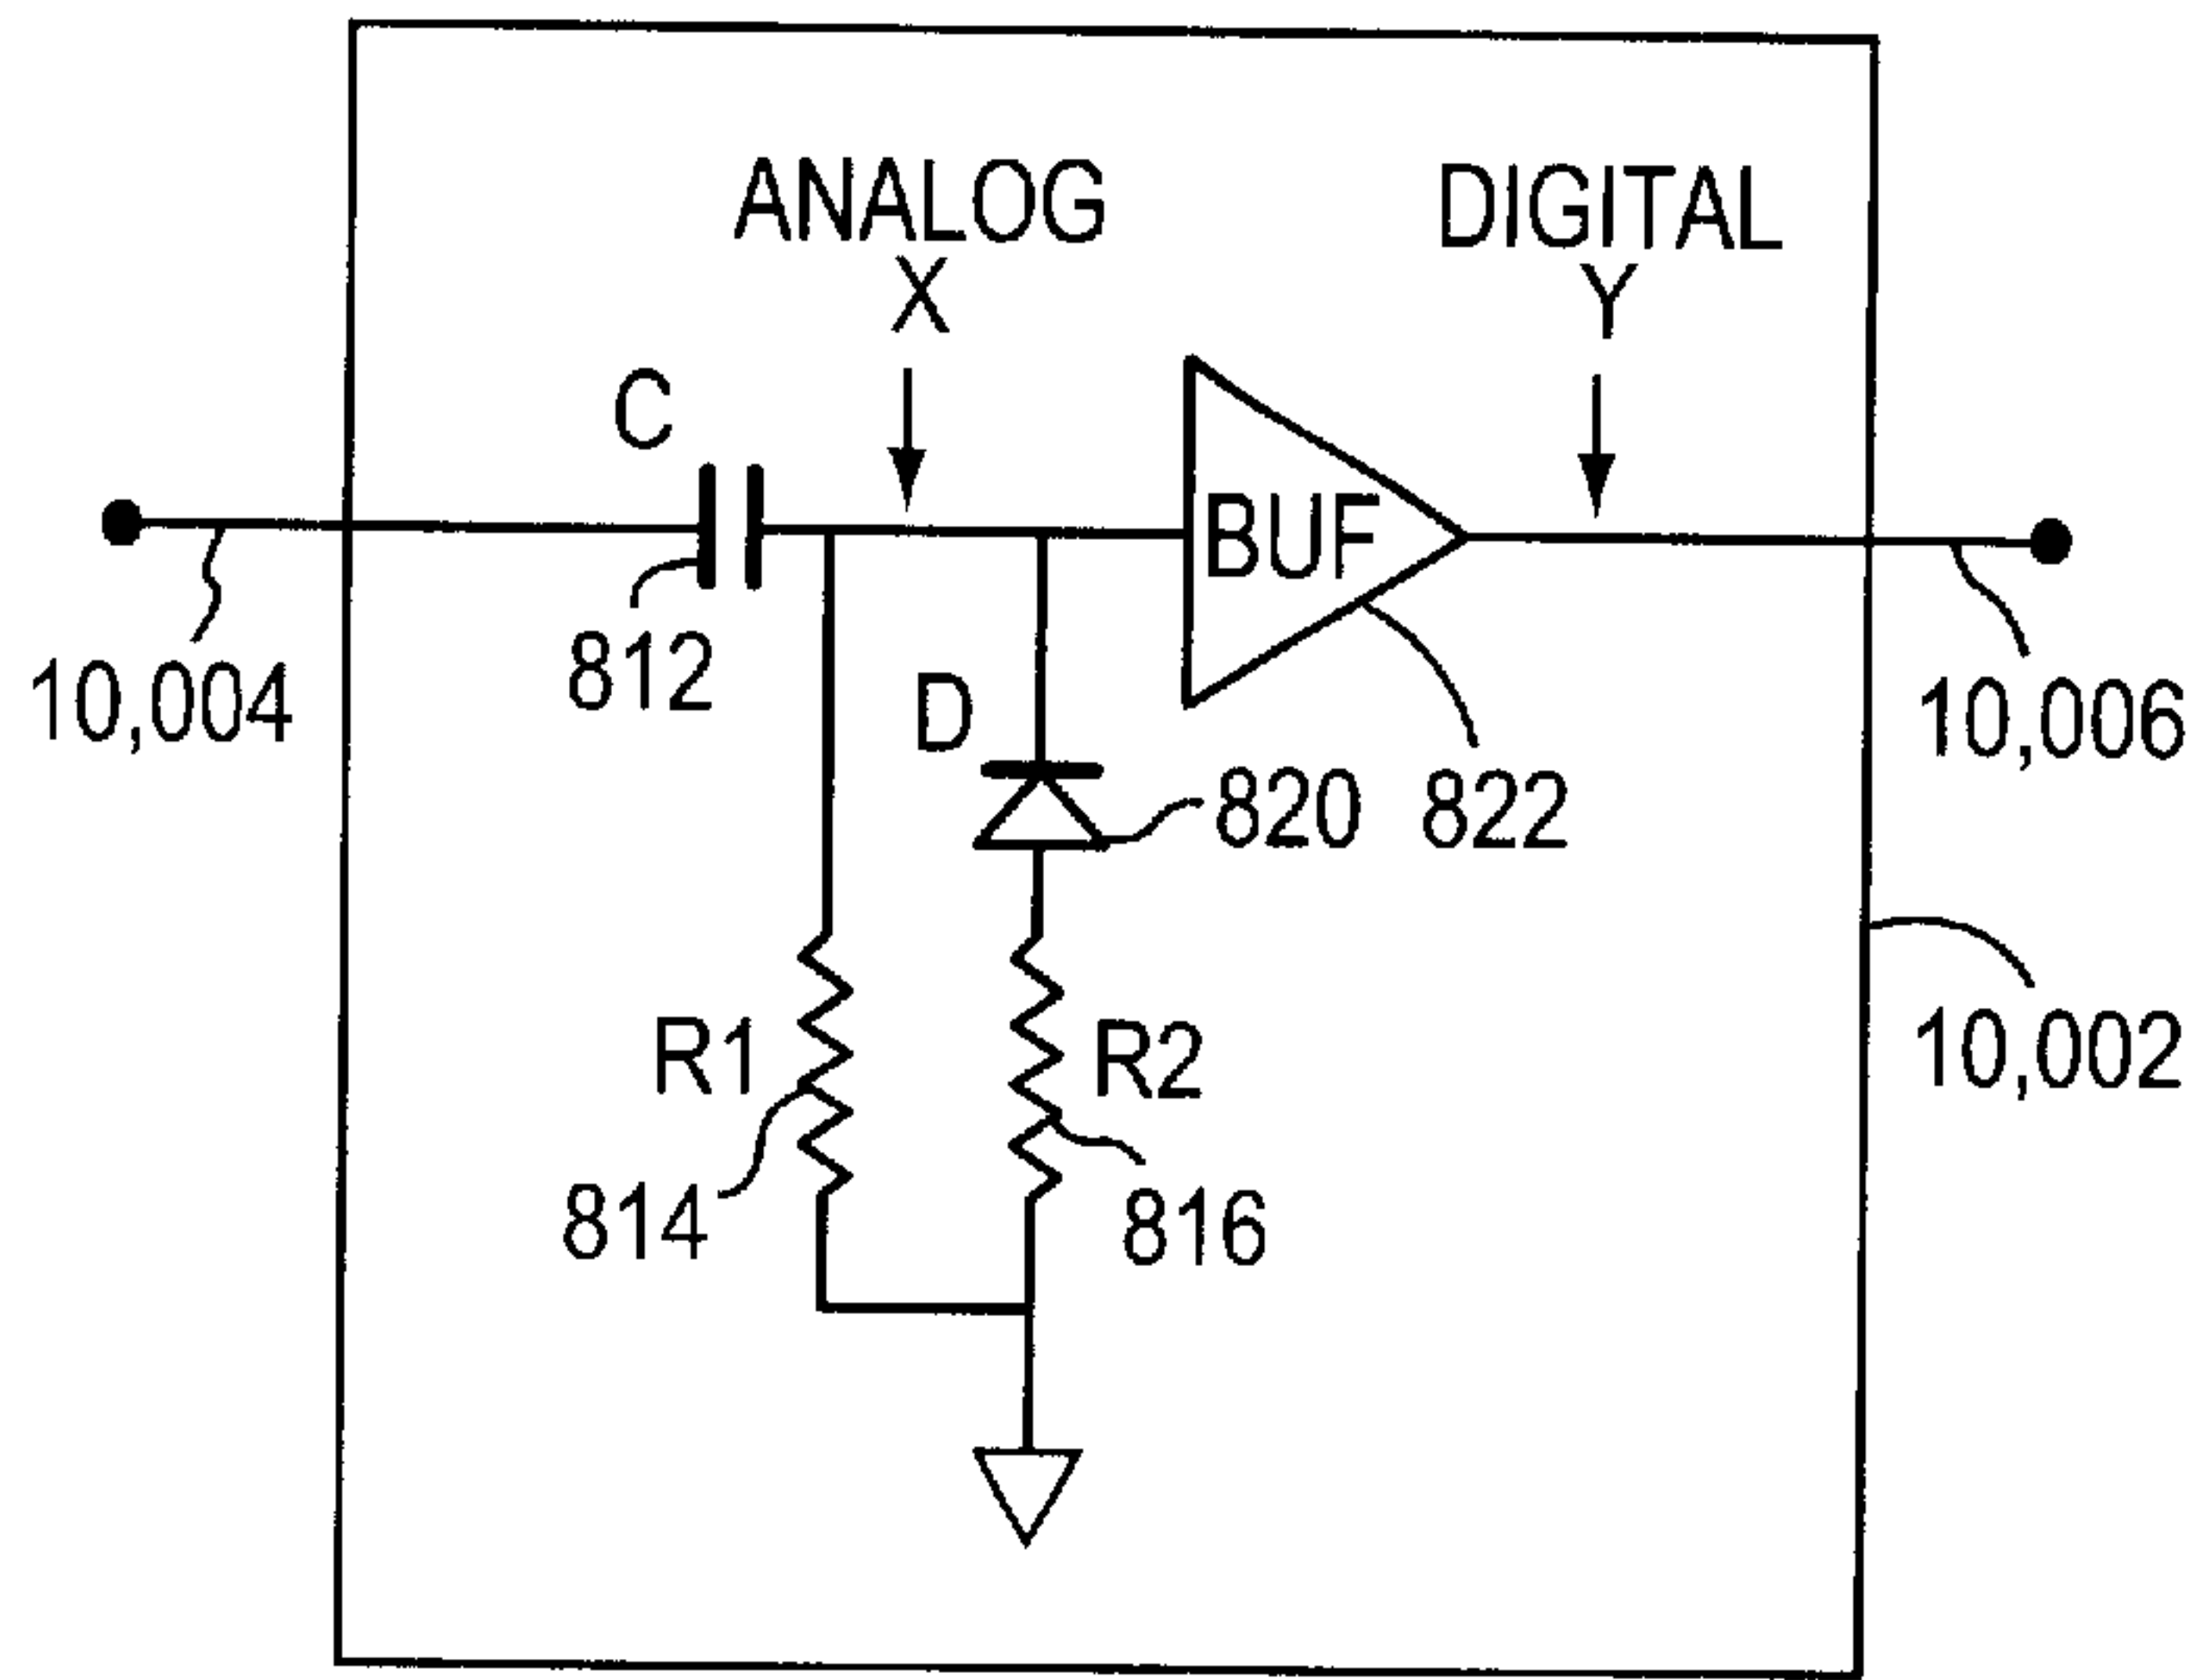 ANALOG
X
DIGITAL
Y
C
BUF
10,004
812
D
820
822
10,006
R1
R2
10,002
814
816